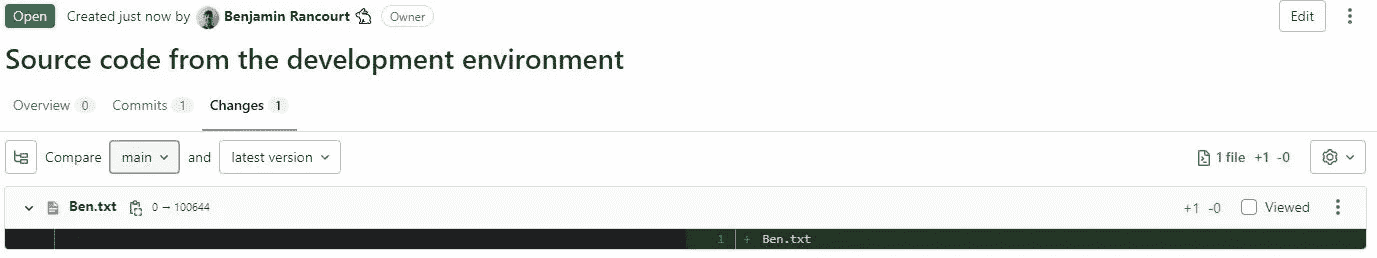 Open Created just now by Benjamin Rancourt Owner Edit
Source code from the development environment
Overview 0 Commits 1 Changes 1
Compare main and latest version 1 file +1 -0
Ben.txt 0 → 100644 +1 -0 Viewed
1 + Ben.txt